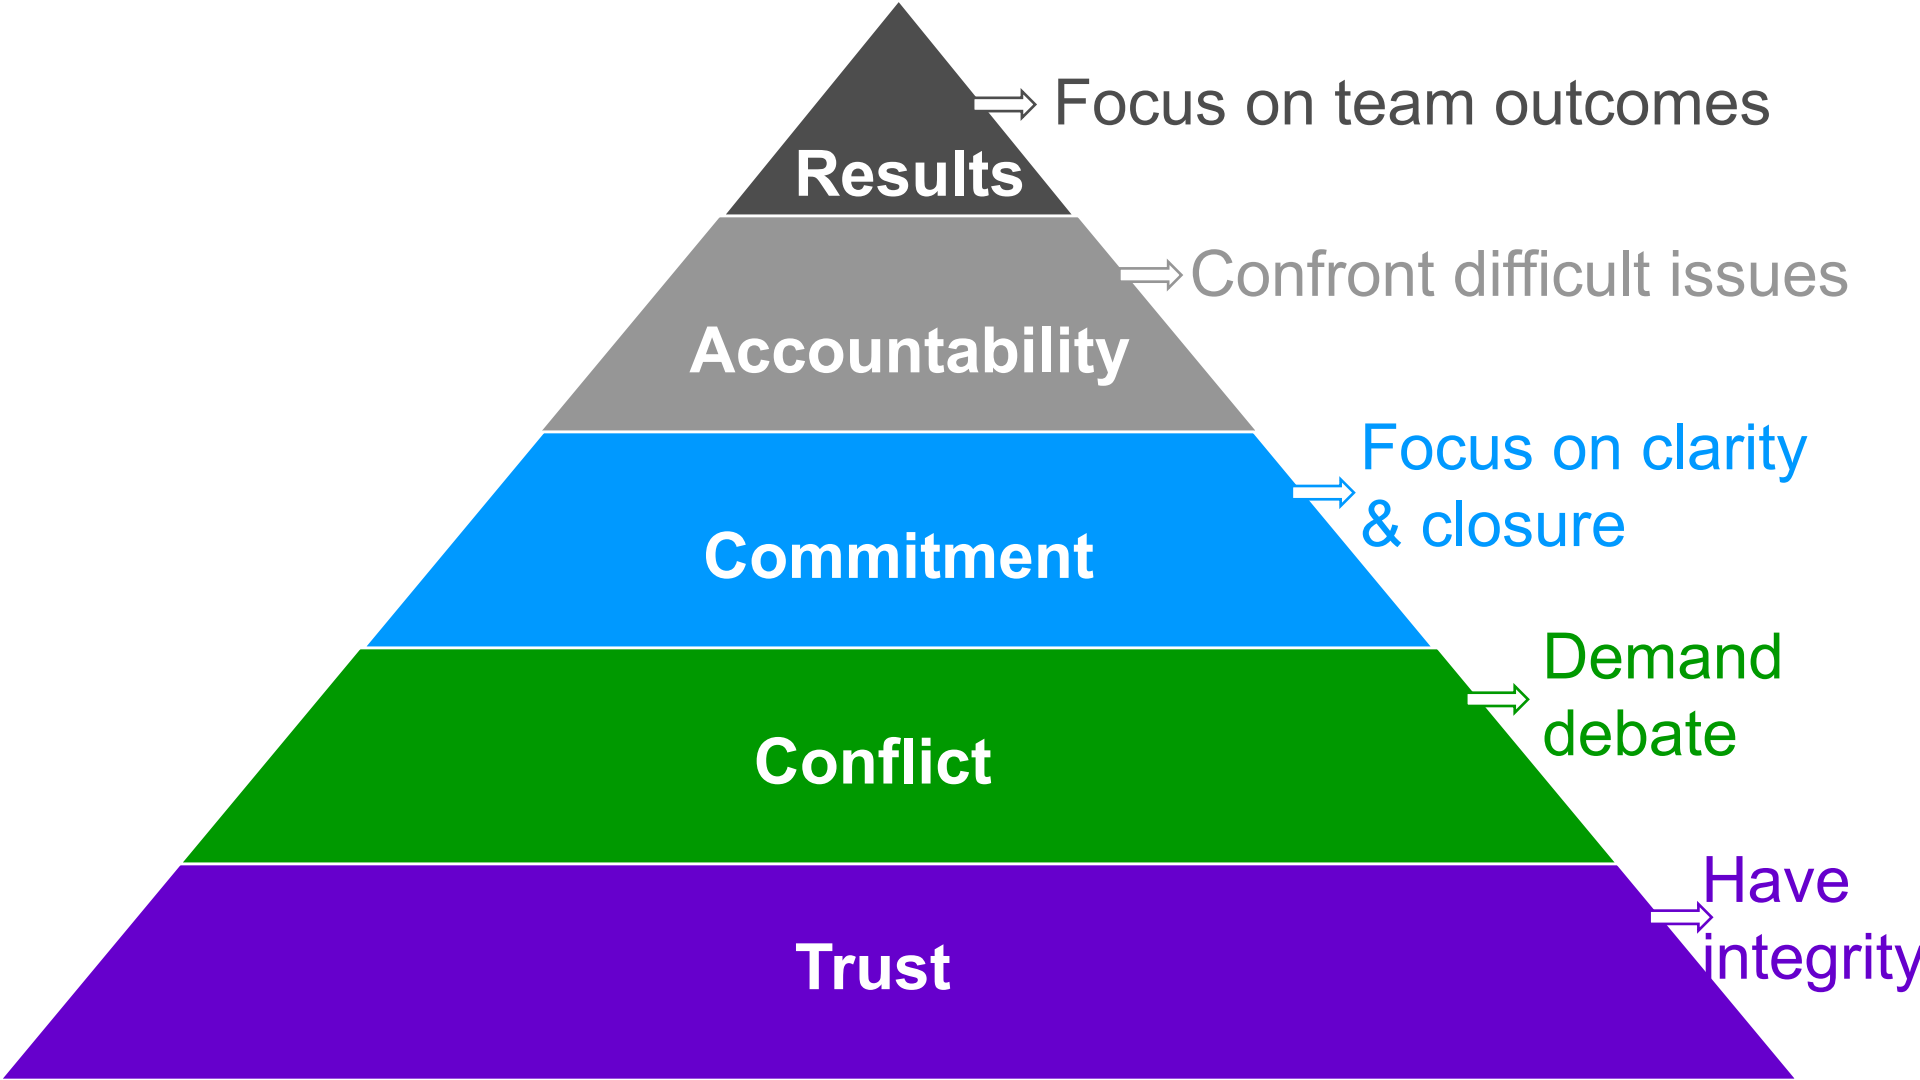 Focus on team outcomes
Results
Confront difficult issues
Accountability
Focus on clarity
& closure
Commitment
Demand
debate
Conflict
Have
integrity
Trust